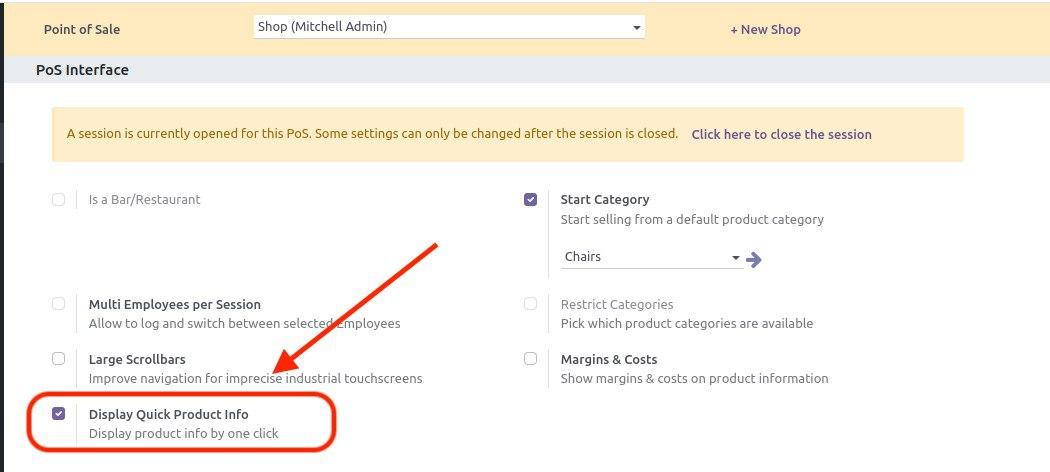 Point of Sale Shop (Mitchell Admin) + New Shop
PoS Interface
A session is currently opened for this PoS. Some settings can only be changed after the session is closed. Click here to close the session
Is a Bar/Restaurant
Start Category
Start selling from a default product category
Chairs
Multi Employees per Session
Allow to log and switch between selected Employees
Restrict Categories
Pick which product categories are available
Large Scrollbars
Improve navigation for imprecise industrial touchscreens
Margins & Costs
Show margins & costs on product information
Display Quick Product Info
Display product info by one click